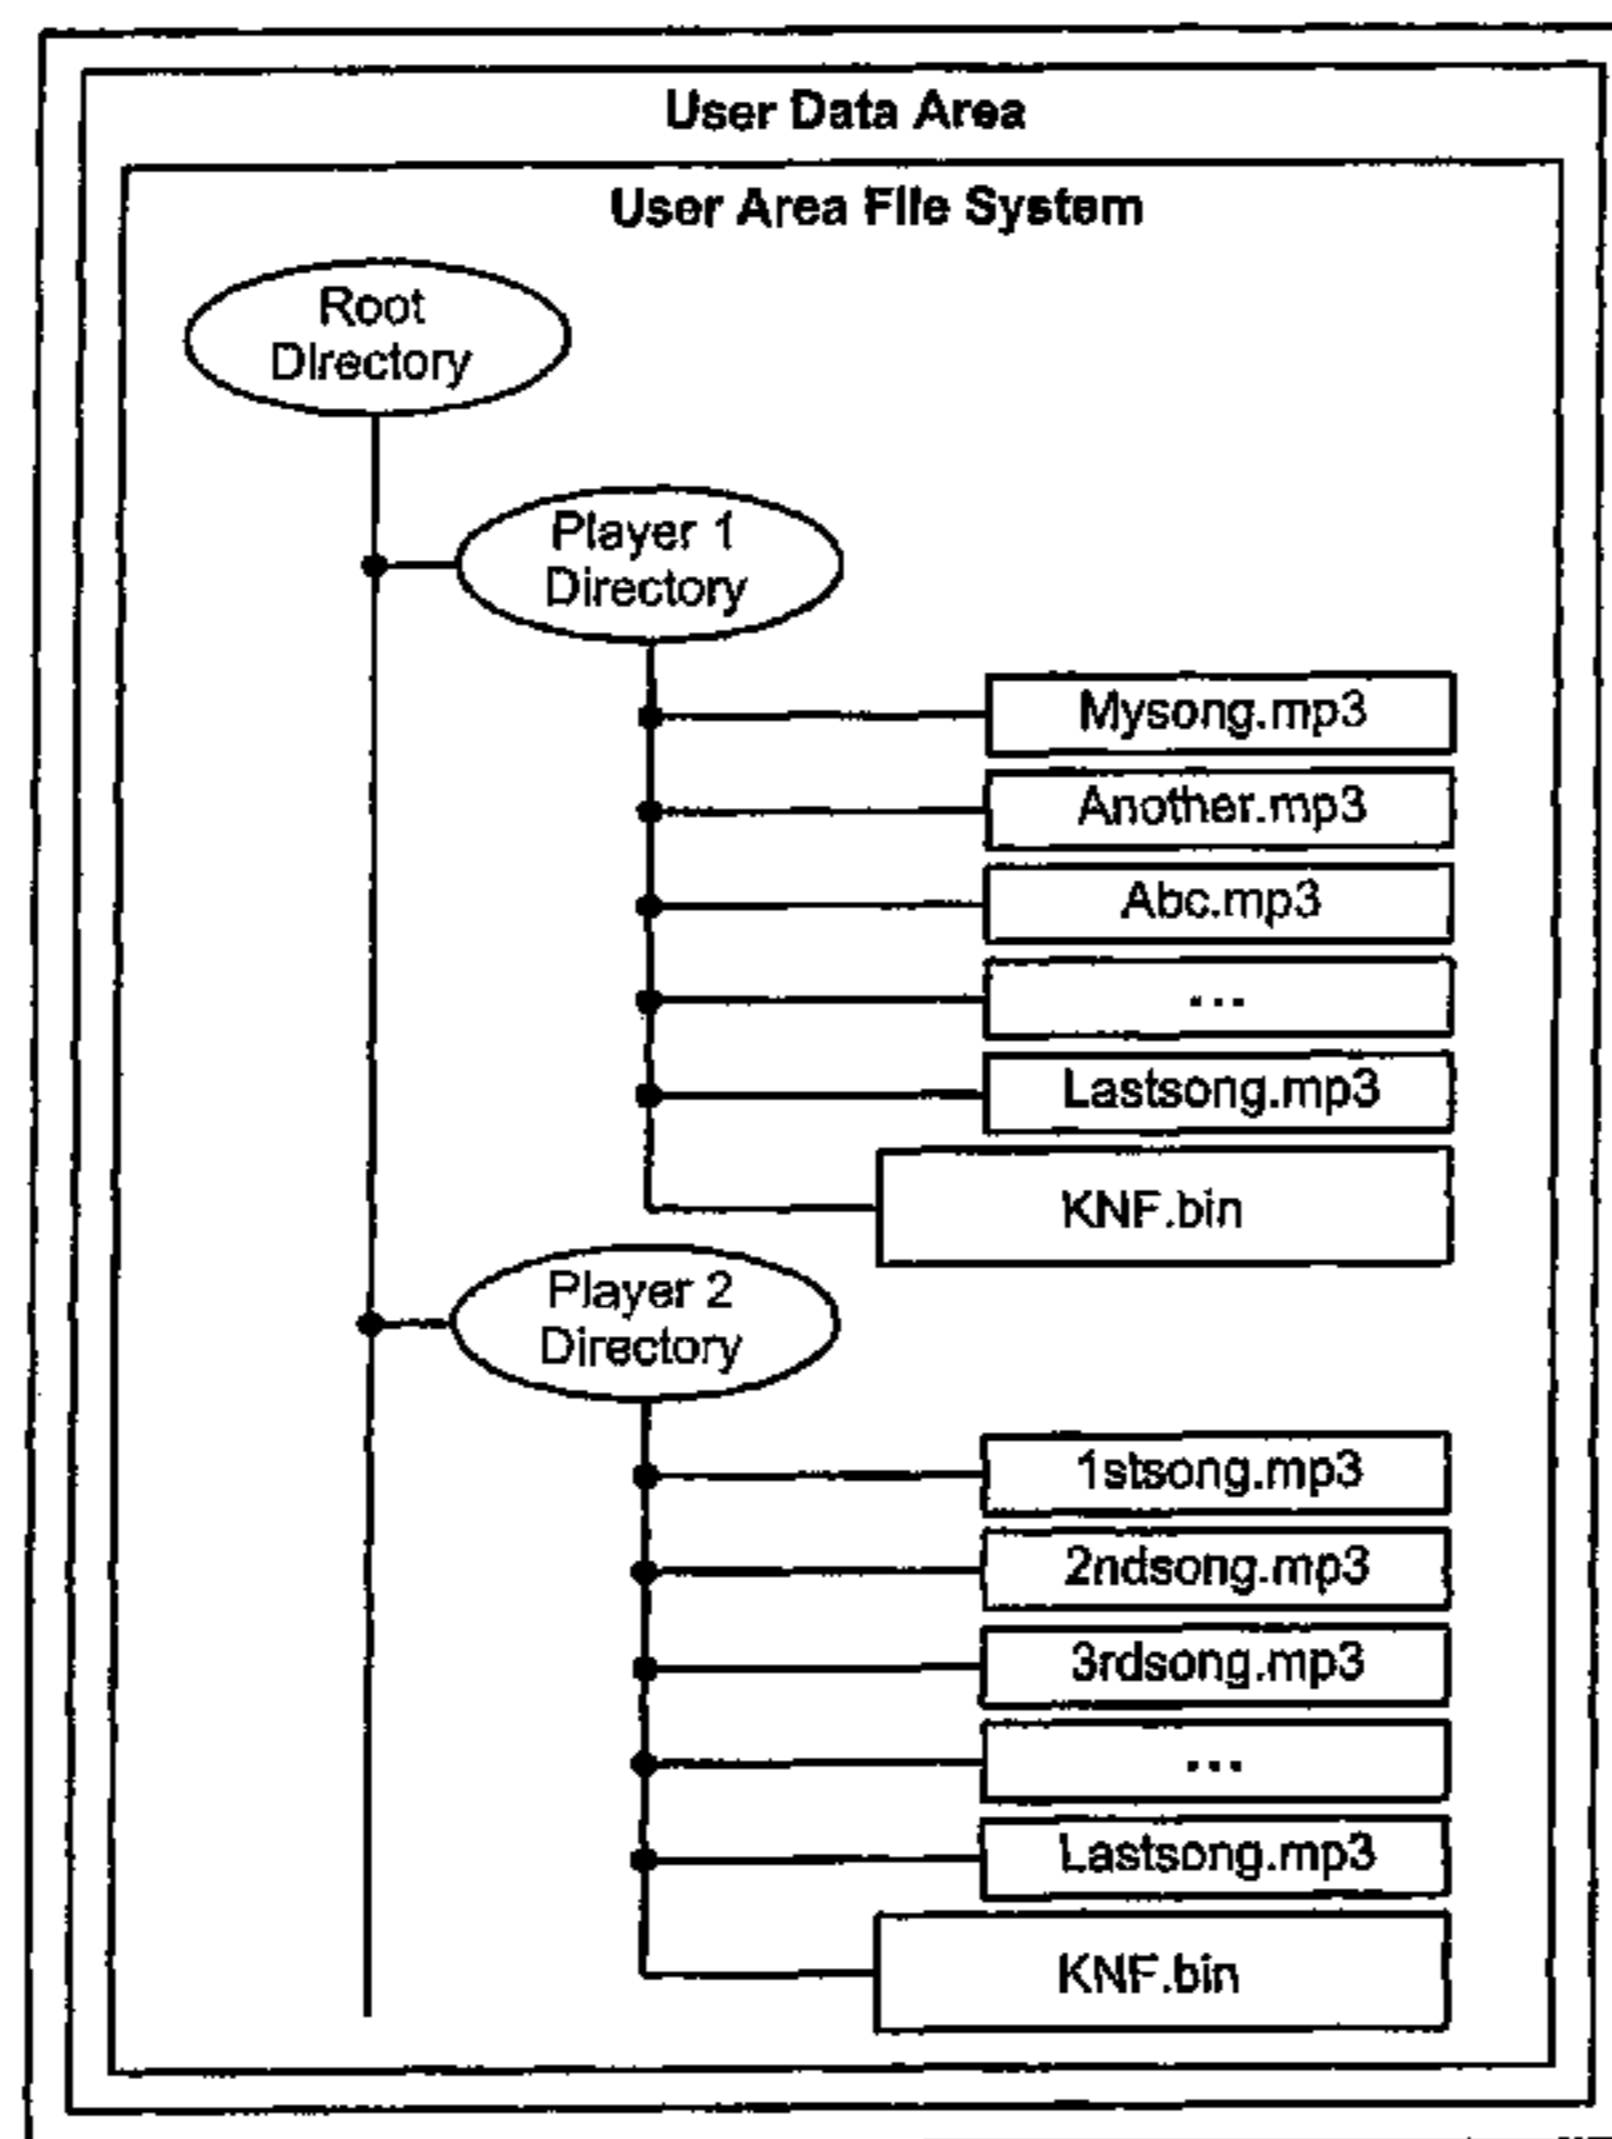 User Data Area
User Area File System
Root
Directory
Player 1
Directory
Mysong.mp3
Another.mp3
Abc.mp3
...
Lastsong.mp3
KNF.bin
Player 2
Directory
1stsong.mp3
2ndsong.mp3
3rdsong.mp3
...
Lastsong.mp3
KNF.bin